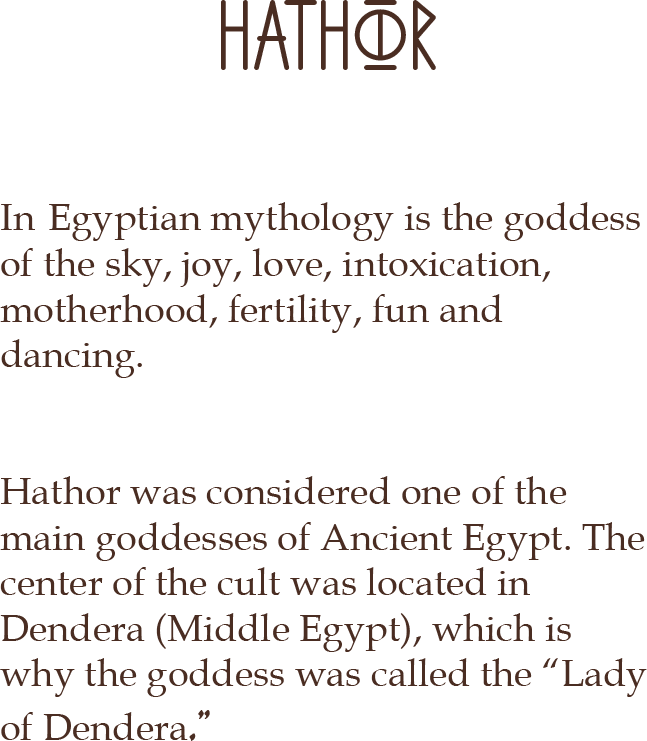 HATHOR
In Egyptian mythology is the goddess
of the sky, joy, love, intoxication,
motherhood, fertility, fun and
dancing.
Hathor was considered one of the
main goddesses of Ancient Egypt. The
center of the cult was located in
Dendera (Middle Egypt), which is
why the goddess was called the “Lady
of Dendera.”